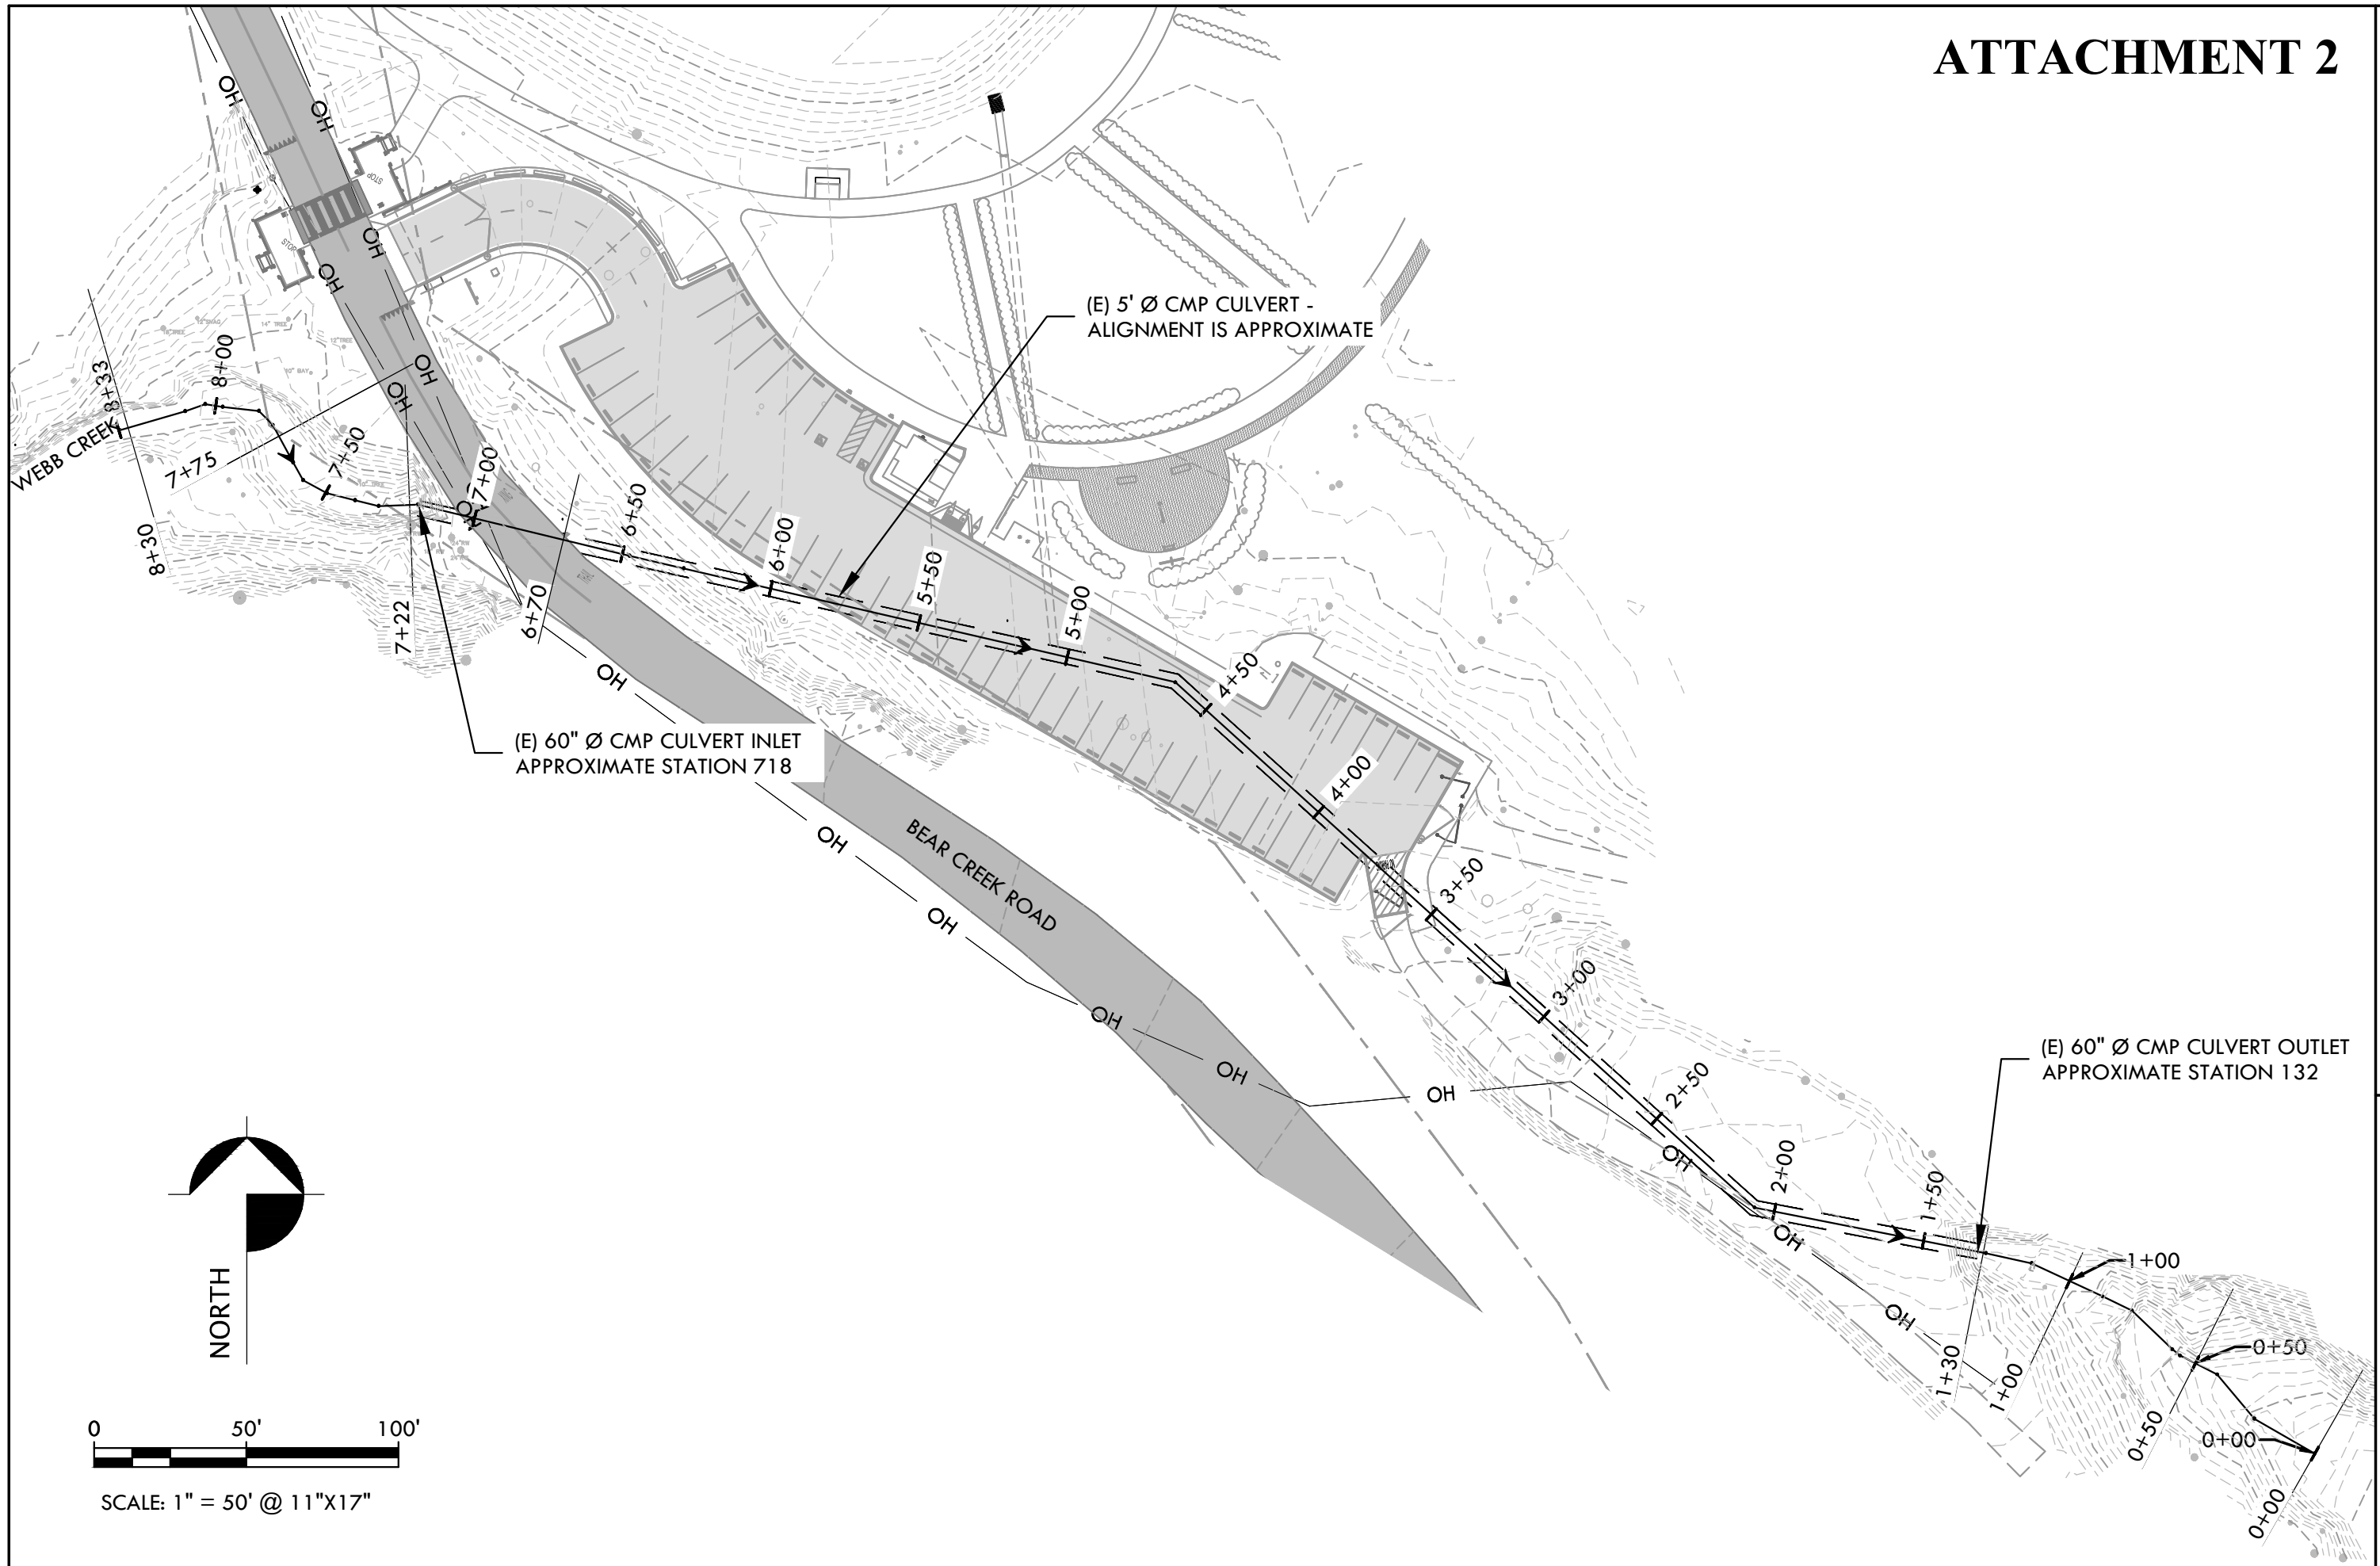 ATTACHMENT 2
OH
OH
STOP
STOP
OH
OH
(E) 5' Ø CMP CULVERT -
ALIGNMENT IS APPROXIMATE
8+00
8+33
OH
OH
WEBB CREEK
7+75
7+50
7+00
8+30
7+22
6+70
6+50
6+00
5+50
5+00
4+50
4+00
3+50
3+00
2+50
2+00
1+50
OH
(E) 60" Ø CMP CULVERT INLET
APPROXIMATE STATION 718
OH
BEAR CREEK ROAD
OH
OH
OH
OH
OH
OH
OH
(E) 60" Ø CMP CULVERT OUTLET
APPROXIMATE STATION 132
1+00
0+50
0+00
1+30
1+00
0+50
0+00
NORTH
0 50' 100'
SCALE: 1" = 50' @ 11"X17"